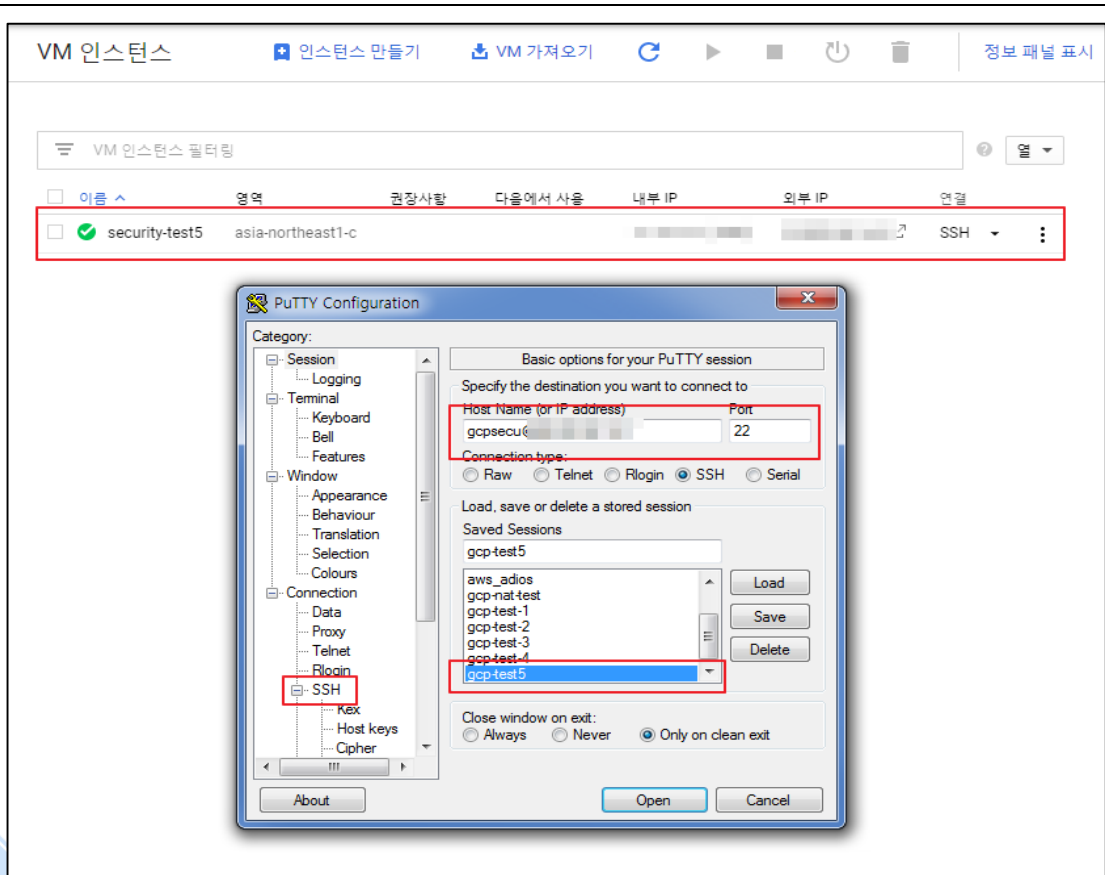 VM 인스턴스 인스턴스 만들기 VM 가져오기 정보 패널 표시
VM 인스턴스 필터링 열
이름 영역 권장사항 다음에서 사용 내부 IP 외부 IP 연결
security-test5 asia-northeast1-c SSH
PuTTY Configuration
Category:
Session
Logging
Terminal
Keyboard
Bell
Features
Window
Appearance
Behaviour
Translation
Selection
Colours
Connection
Data
Proxy
Telnet
Rlogin
SSH
Kex
Host keys
Cipher
Basic options for your PuTTY session
Specify the destination you want to connect to
Host Name (or IP address) Port
gcpsecu@ 22
Connection type:
Raw Telnet Rlogin SSH Serial
Load, save or delete a stored session
Saved Sessions
gcp-test5
aws_adios
gcp-nat-test
gcp-test-1
gcp-test-2
gcp-test-3
gcp-test-4
gcp-test5
Load
Save
Delete
Close window on exit:
Always Never Only on clean exit
About Open Cancel